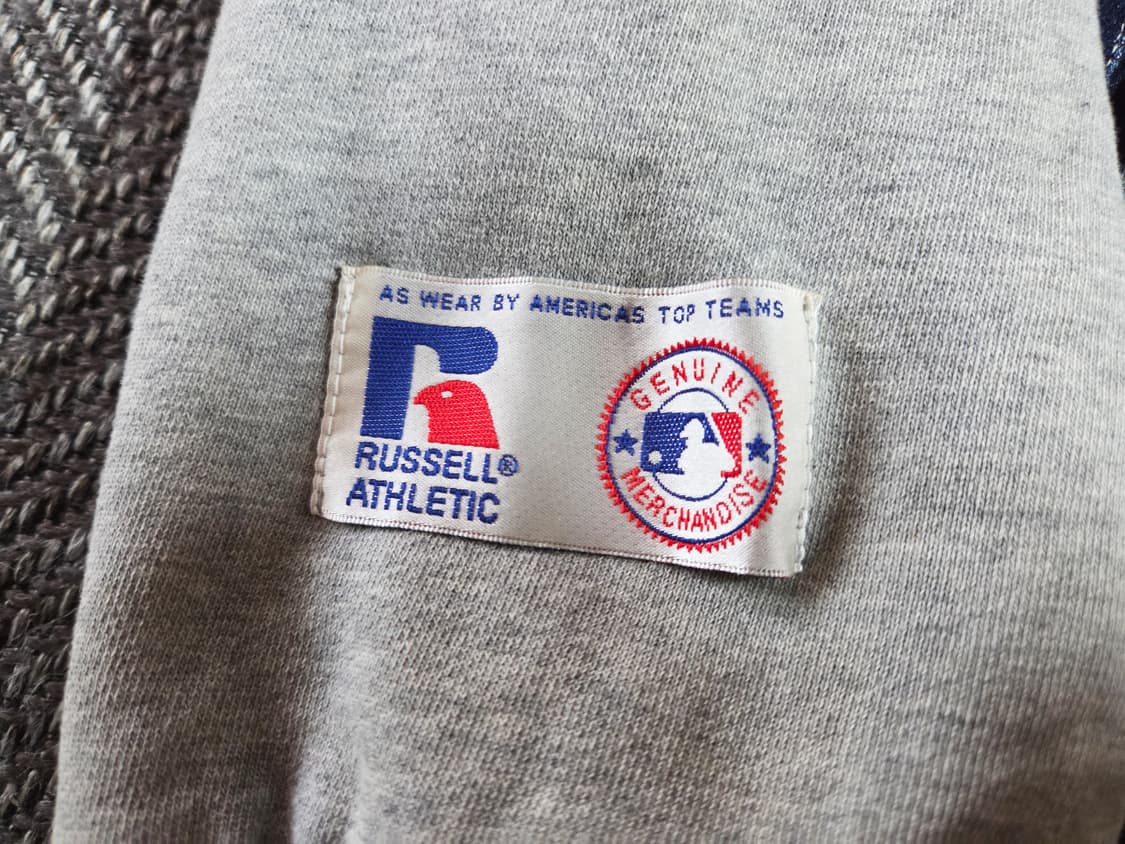 AS WEAR BY AMERICAS TOP TEAMS
RUSSELL®
ATHLETIC
GENUINE
MERCHANDISE